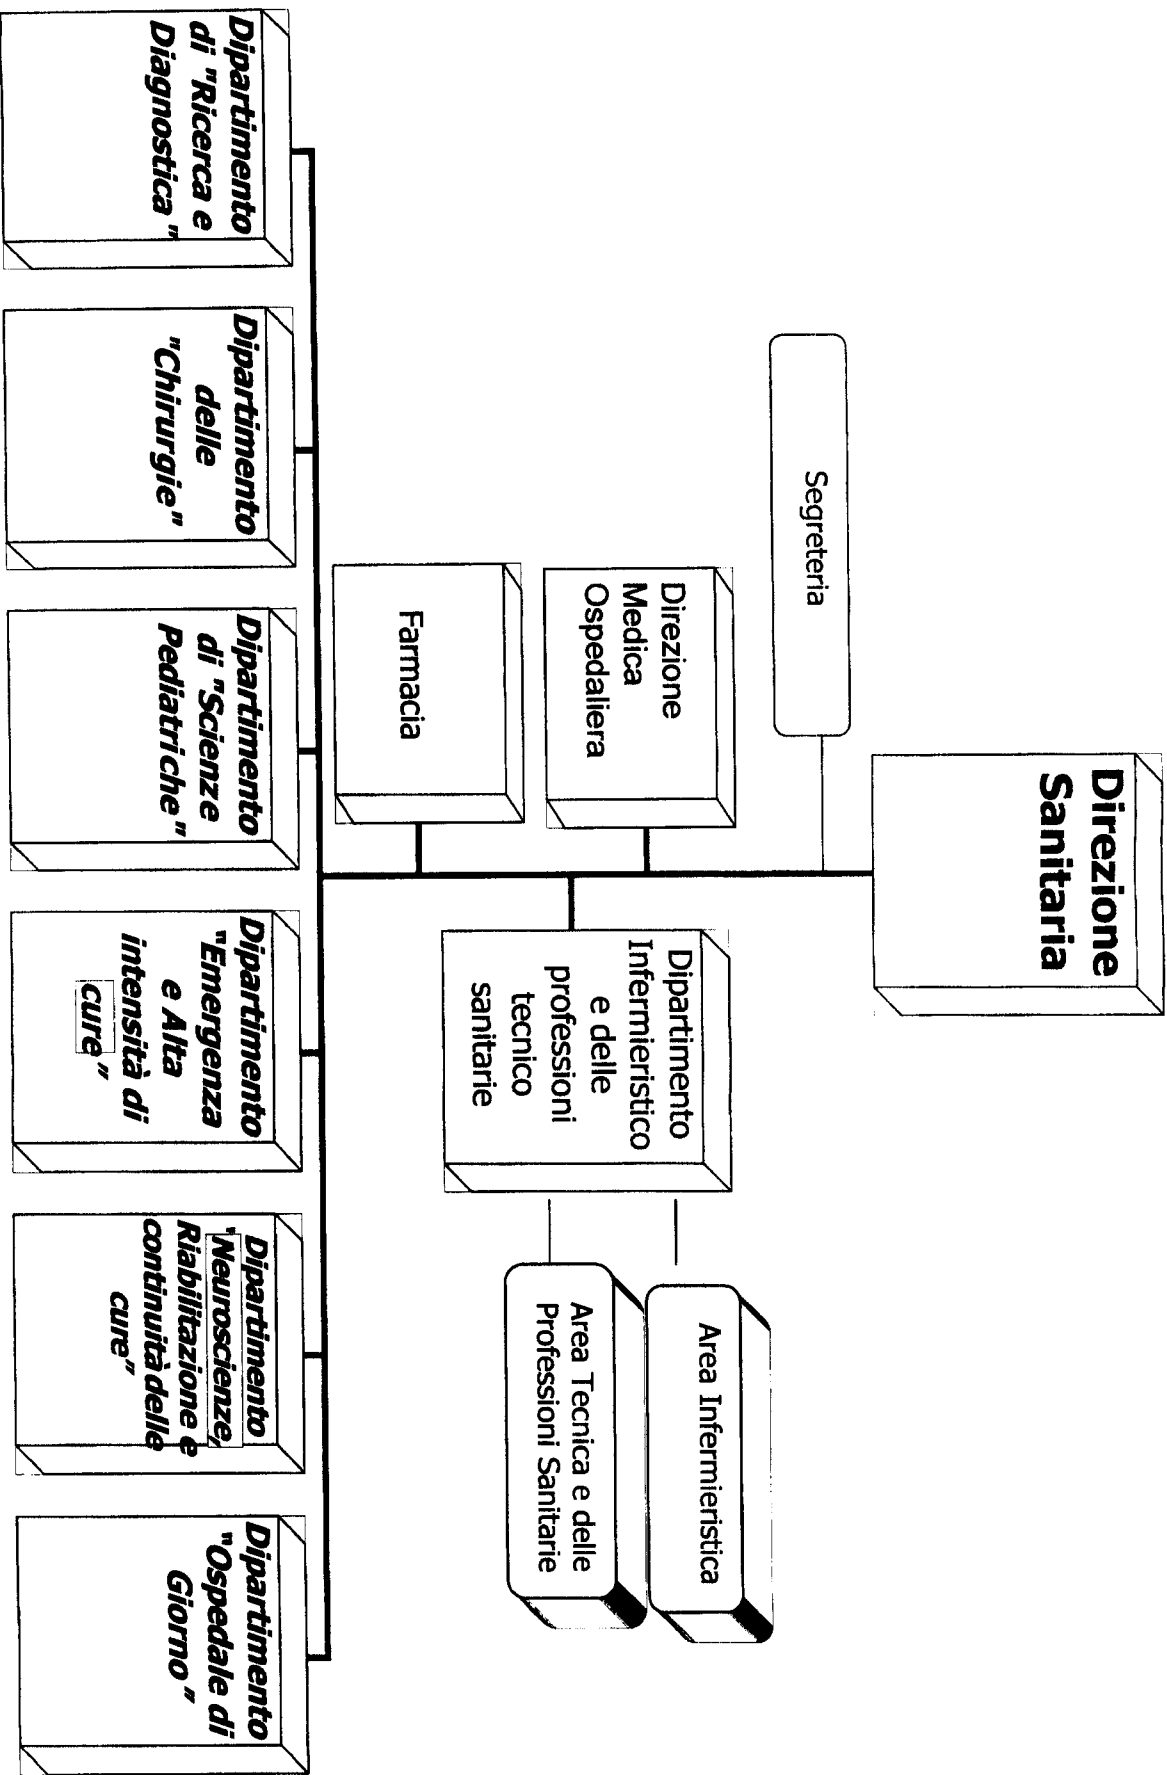 Direzione
Sanitaria
Segreteria
Direzione
Medica
Ospedaliera
Dipartimento
Infermieristico
e delle
professioni
tecnico
sanitarie
Area Infermieristica
Area Tecnica e delle
Professioni Sanitarie
Farmacia
Dipartimento
di "Ricerca e
Diagnostica"
Dipartimento
delle
"Chirurgie"
Dipartimento
di "Scienze
Pediatriche"
Dipartimento
"Emergenza
e Alta
intensità di
cure"
Dipartimento
"Neuroscienze,
Riabilitazione e
continuità delle
cure"
Dipartimento
"Ospedale di
Giorno"